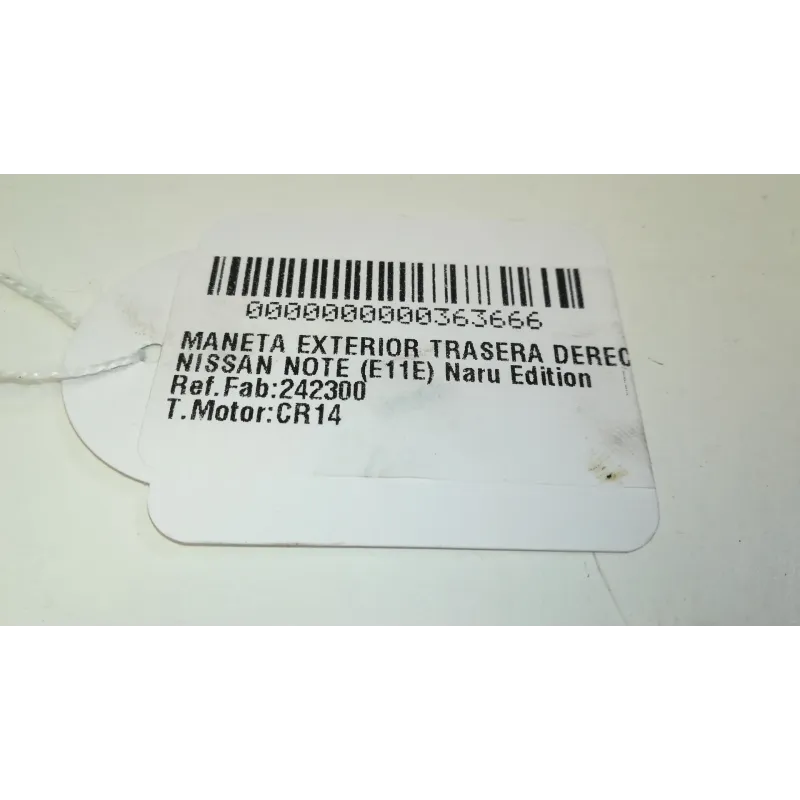 0000000000363666
MANETA EXTERIOR TRASERA DEREC
NISSAN NOTE (E11E) Naru Edition
Ref.Fab:242300
T.Motor:CR14